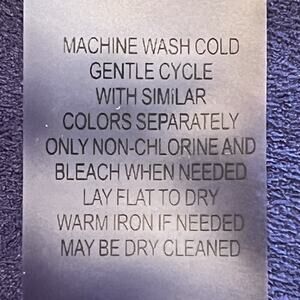 MACHINE WASH COLD
GENTLE CYCLE
WITH SIMILAR
COLORS SEPARATELY
ONLY NON-CHLORINE AND
BLEACH WHEN NEEDED
LAY FLAT TO DRY
WARM IRON IF NEEDED
MAY BE DRY CLEANED